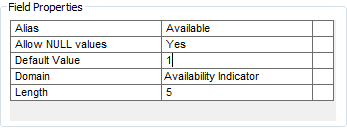 Field Properties
Alias Available
Allow NULL values Yes
Default Value 1
Domain Availability Indicator
Length 5